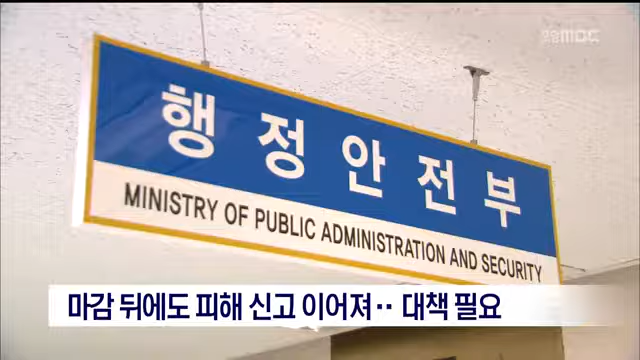 행정안전부
MINISTRY OF PUBLIC ADMINISTRATION AND SECURITY
마감 뒤에도 피해 신고 이어져‥ 대책 필요